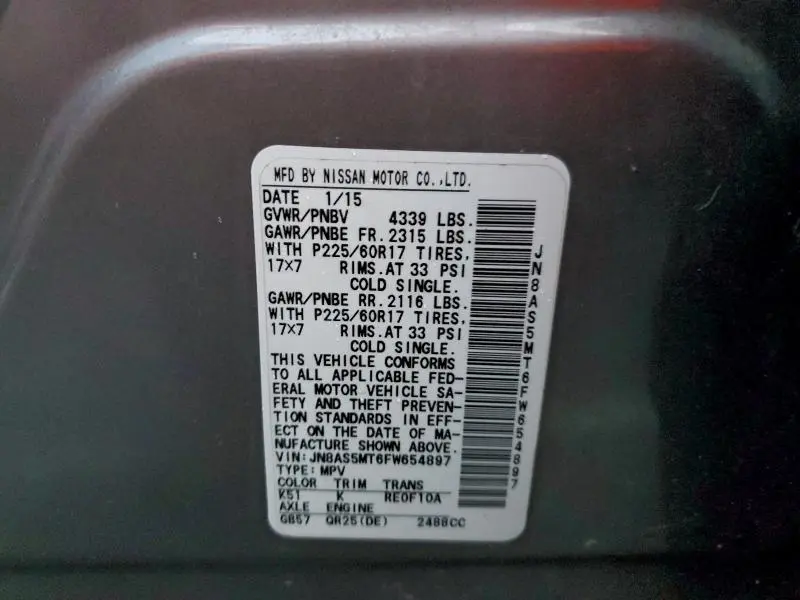 MFD BY NISSAN MOTOR CO.,LTD.
DATE 1/15
GVWR/PNBV 4339 LBS.
GAWR/PNBE FR.2315 LBS.
WITH P225/60R17 TIRES,
17×7 RIMS.AT 33 PSI
COLD SINGLE.
GAWR/PNBE RR.2116 LBS.
WITH P225/60R17 TIRES,
17×7 RIMS.AT 33 PSI
COLD SINGLE.
THIS VEHICLE CONFORMS
TO ALL APPLICABLE FED-
ERAL MOTOR VEHICLE SA-
FETY AND THEFT PREVEN-
TION STANDARDS IN EFF-
ECT ON THE DATE OF MA-
NUFACTURE SHOWN ABOVE.
VIN:JN8AS5MT6FW654897
TYPE:MPV
COLOR TRIM TRANS
K51 K RE0F10A
AXLE ENGINE
GB57 QR25(DE) 2488CC
JN8AS5MT6FW654897